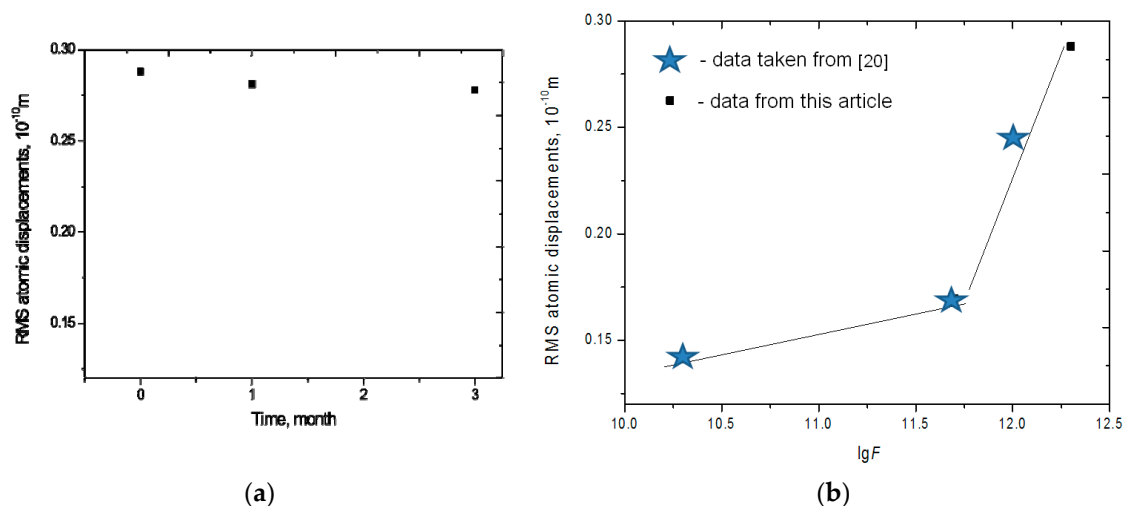 RMS atomic displacements, 10⁻¹⁰m
0.30
0.25
0.20
0.15
0
1
2
3
Time, month
(a)
RMS atomic displacements, 10⁻¹⁰m
0.30
0.25
0.20
0.15
- data taken from [20]
- data from this article
10.0
10.5
11.0
11.5
12.0
12.5
lgF
(b)